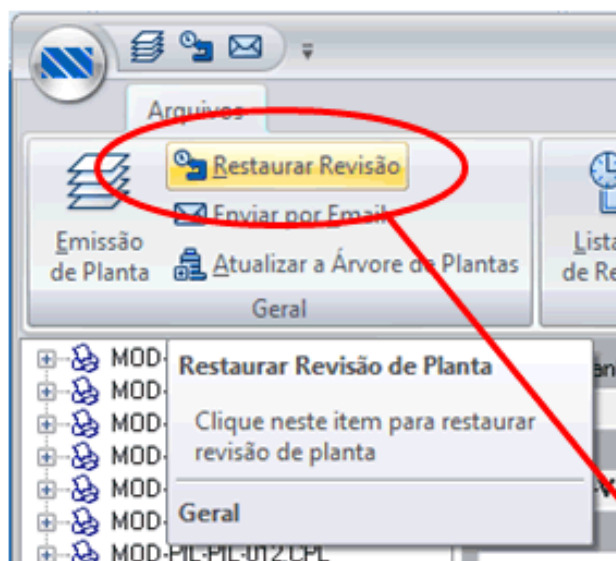 Arquivos
Restaurar Revisão
Enviar por Email
Emissão
de Planta
Atualizar a Árvore de Plantas
Geral
Lista
de Re
MOD-
MOD-
MOD-
MOD-
MOD-
MOD-
MOD-PIL-PIL-012.CPL
Restaurar Revisão de Planta
Clique neste item para restaurar
revisão de planta
Geral